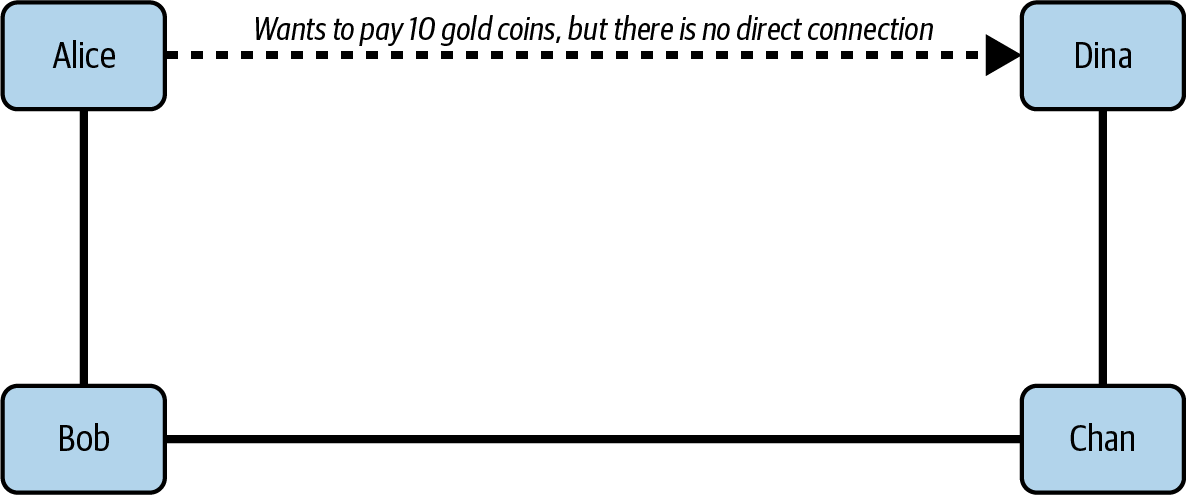 Alice
Wants to pay 10 gold coins, but there is no direct connection
Dina
Bob
Chan